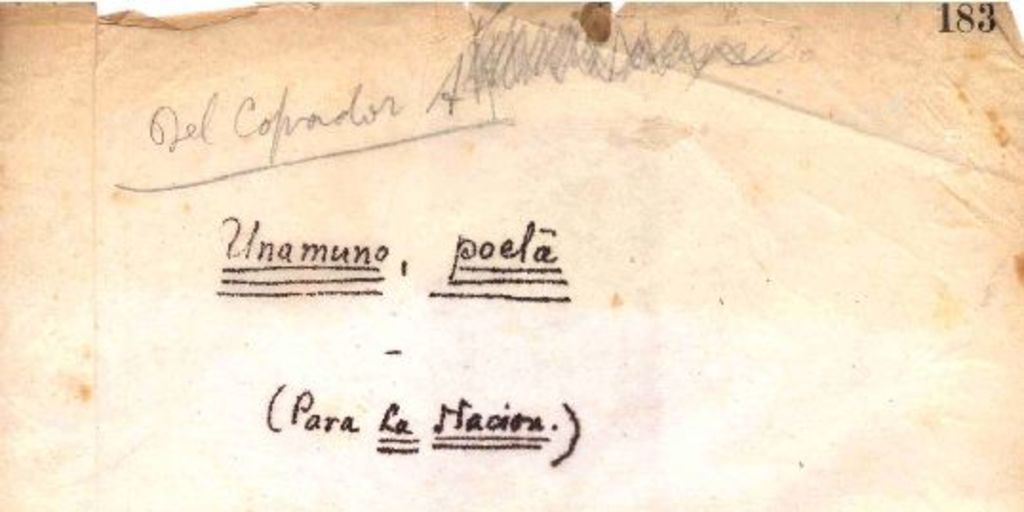 183
Del Copiador
Unamuno, poeta
-
(Para La Nacion.)